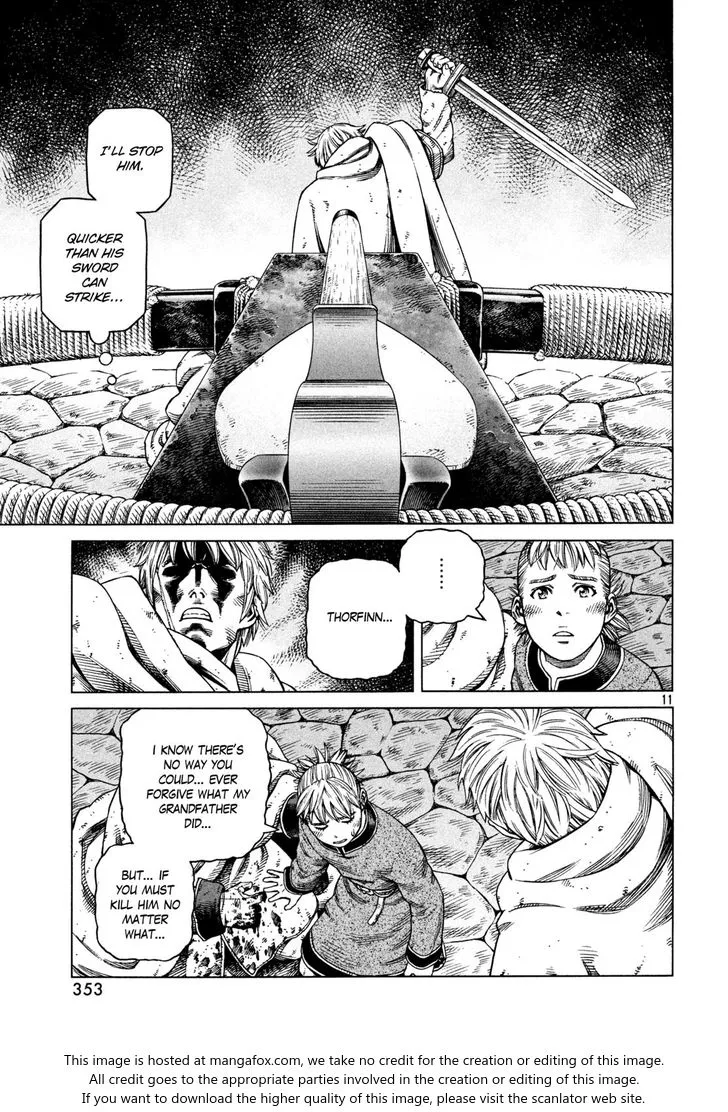 I'LL STOP
HIM.
QUICKER
THAN HIS
SWORD
CAN
STRIKE...
......
THORFINN...
11
I KNOW THERE'S
NO WAY YOU
COULD... EVER
FORGIVE WHAT MY
GRANDFATHER
DID...
BUT... IF
YOU MUST
KILL HIM NO
MATTER
WHAT...
353
This image is hosted at mangafox.com, we take no credit for the creation or editing of this image.
All credit goes to the appropriate parties involved in the creation or editing of this image.
If you want to download the higher quality of this image, please visit the scanlator web site.